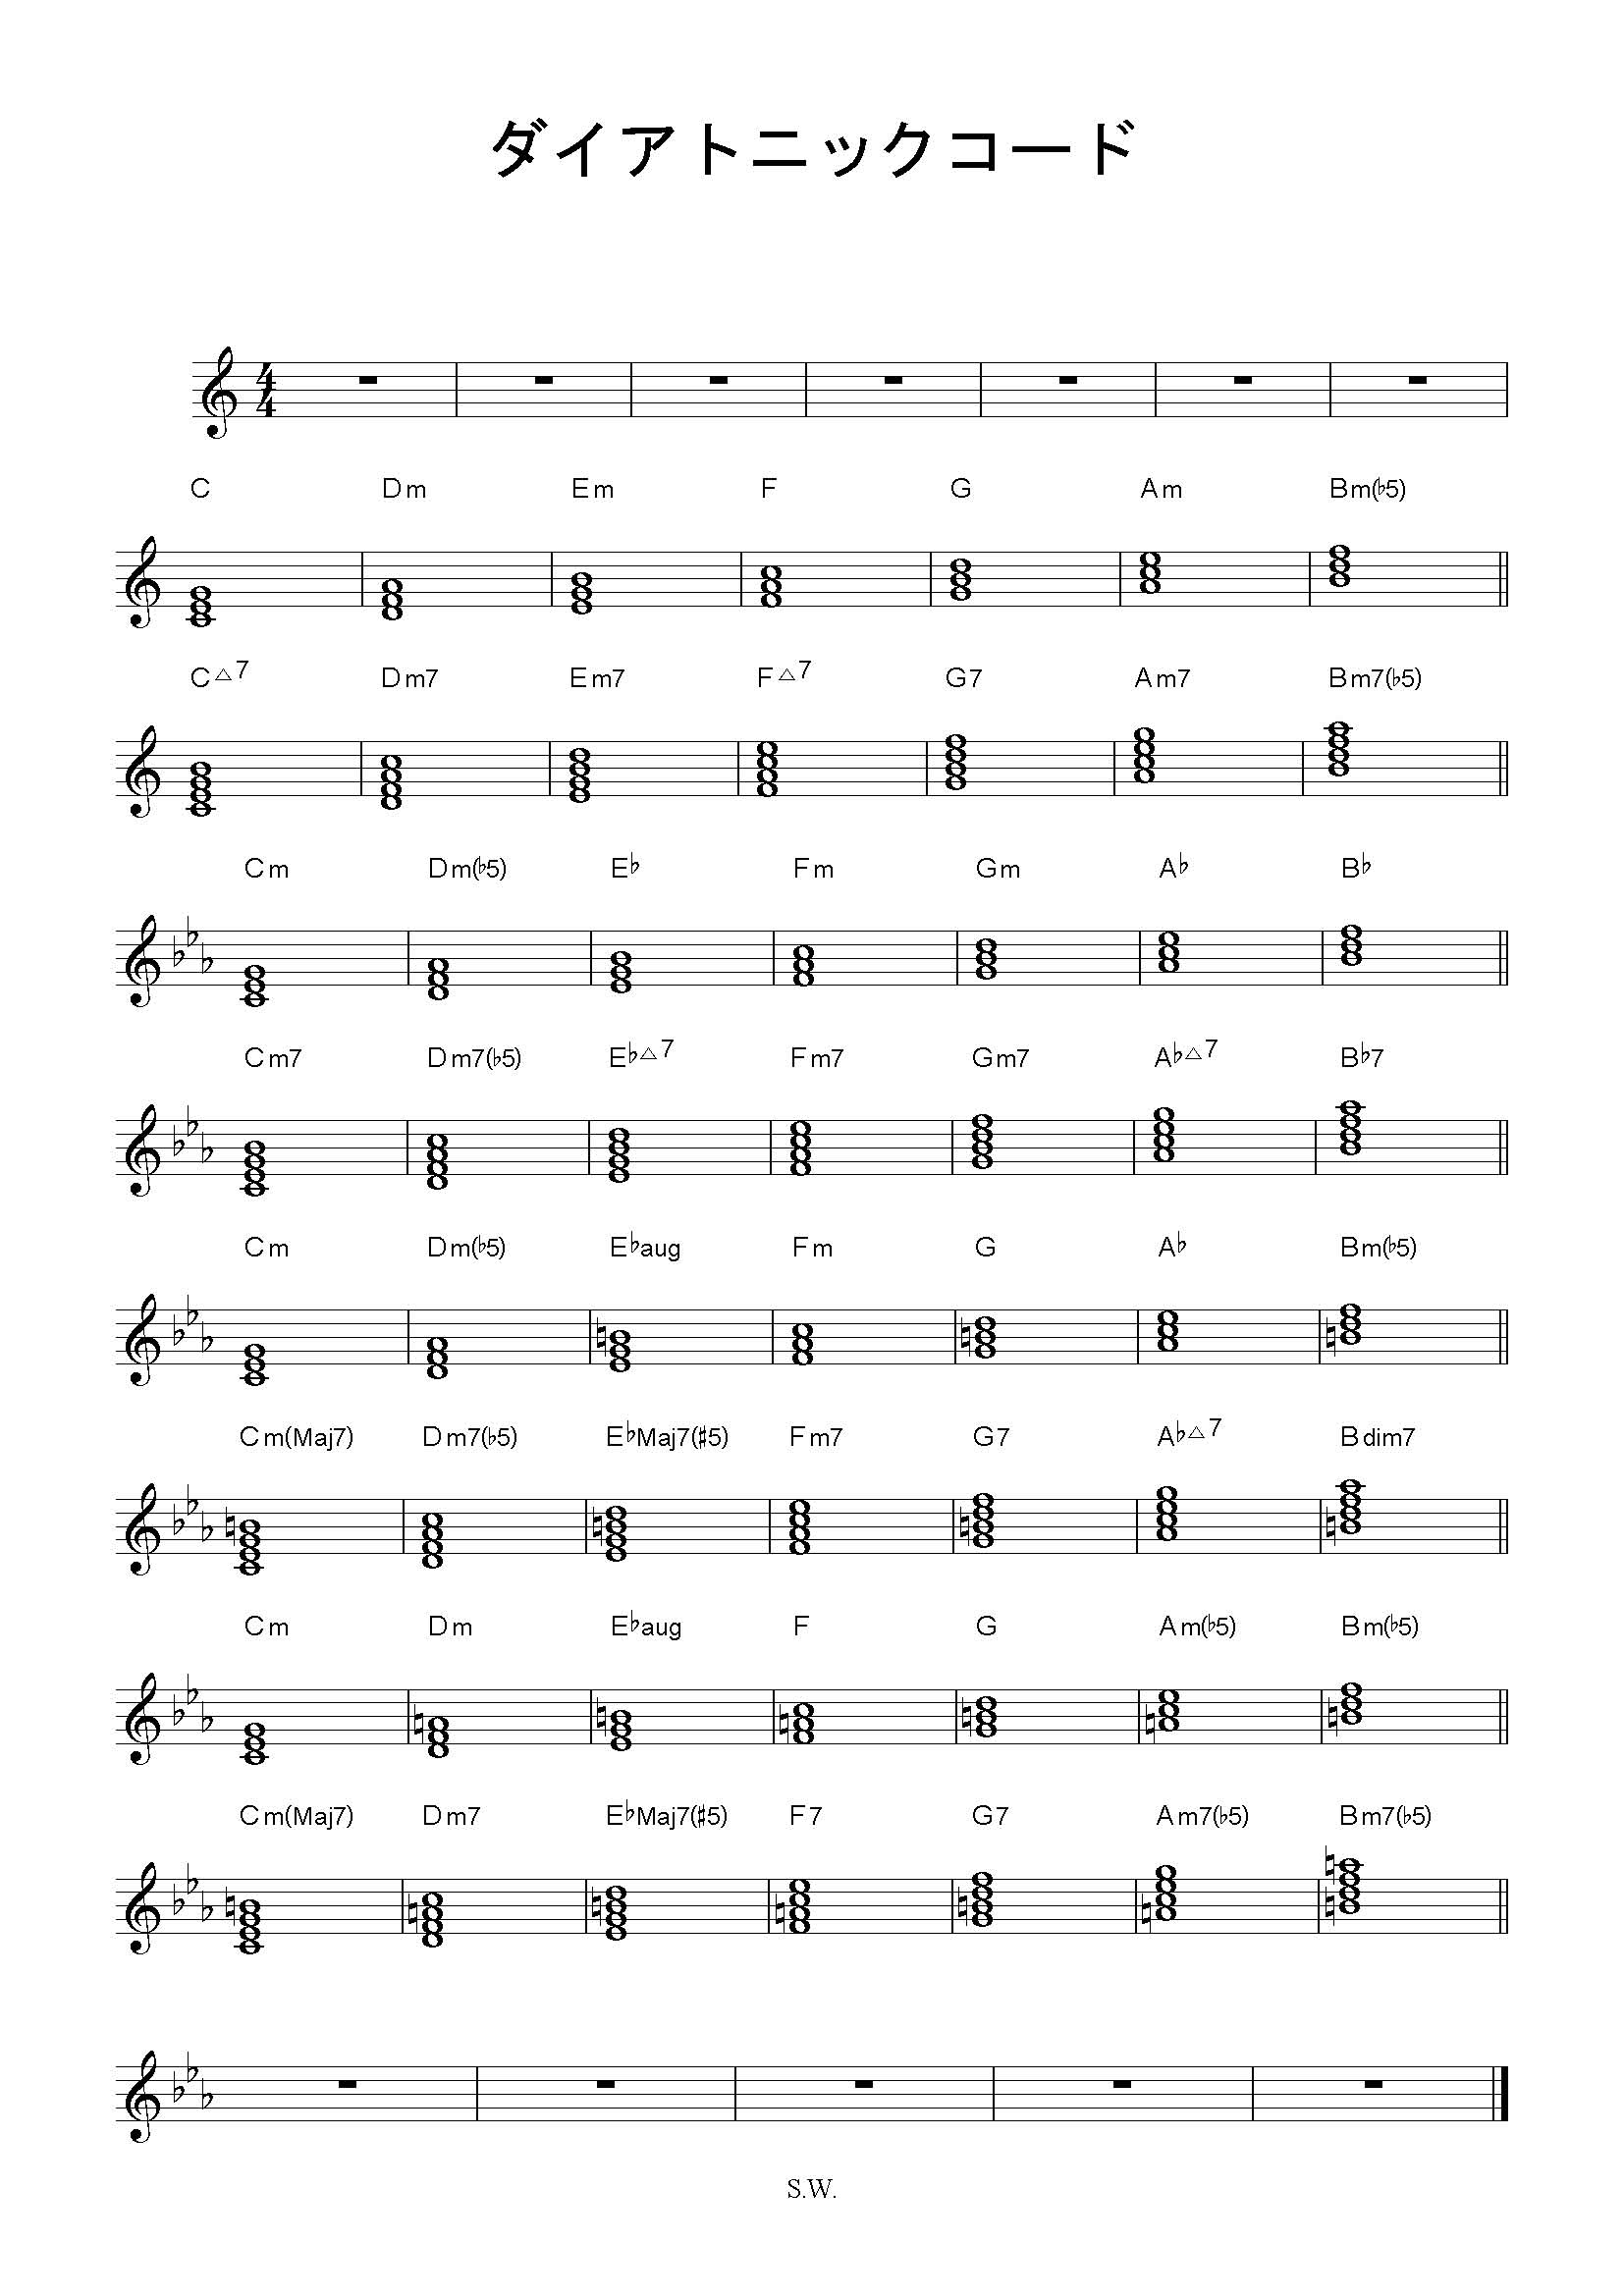 ダイアトニックコード
4
4
C Dm Em F G Am Bm(♭5)
C△7 Dm7 Em7 F△7 G7 Am7 Bm7(♭5)
Cm Dm(♭5) E♭ Fm Gm A♭ B♭
Cm7 Dm7(♭5) E♭△7 Fm7 Gm7 A♭△7 B♭7
Cm Dm(♭5) E♭aug Fm G A♭ Bm(♭5)
Cm(Maj7) Dm7(♭5) E♭Maj7(♯5) Fm7 G7 A♭△7 Bdim7
Cm Dm E♭aug F G Am(♭5) Bm(♭5)
Cm(Maj7) Dm7 E♭Maj7(♯5) F7 G7 Am7(♭5) Bm7(♭5)
S.W.